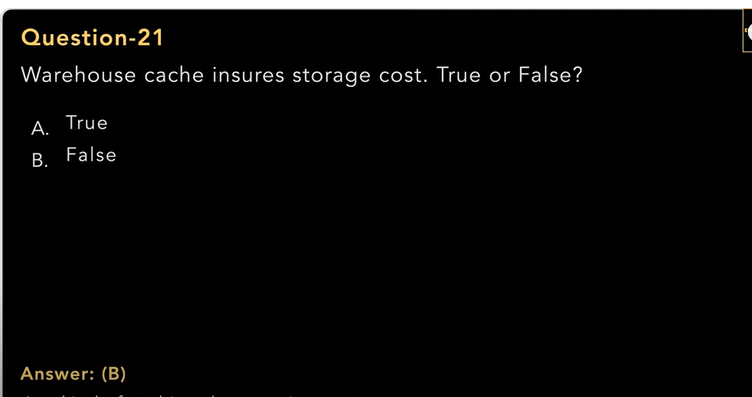 Question-21
Warehouse cache insures storage cost. True or False?
A. True
B. False
Answer: (B)